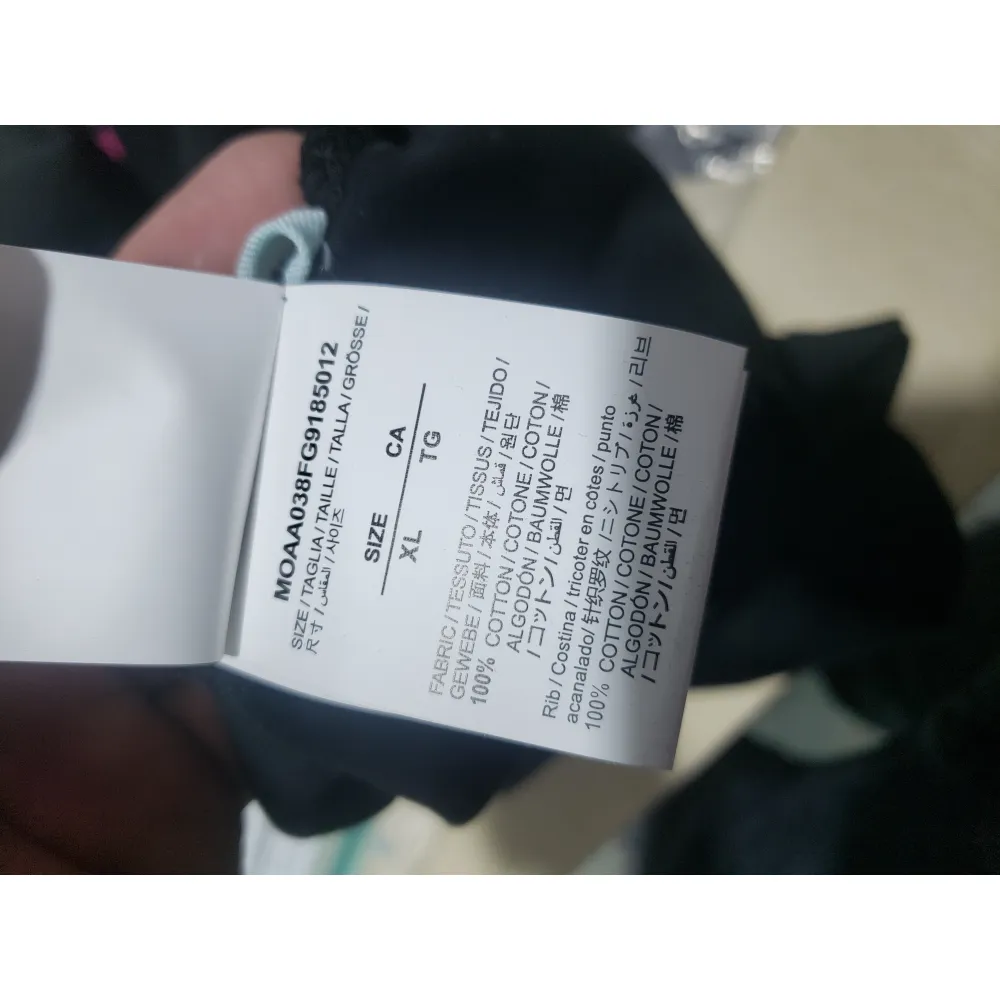 MOAA038FG9185012
SIZE / TAGLIA / TAILLE / TALLA / GRÖSSE /
尺寸 / المقاس / 사이즈
SIZE CA
XL TG
FABRIC / TESSUTO / TISSUS / TEJIDO /
GEWEBE / 面料 / 本体 / قماش / 원단
100% COTTON / COTONE / COTON /
ALGODÓN / BAUMWOLLE / 棉
/ コットン / القطن / 면
Rib / Costina / tricoter en côtes / punto
acanalado / 针织罗纹 / ニシトリブ / غرزة / 리브
100% COTTON / COTONE / COTON /
ALGODÓN / BAUMWOLLE / 棉
/ コットン / القطن / 면